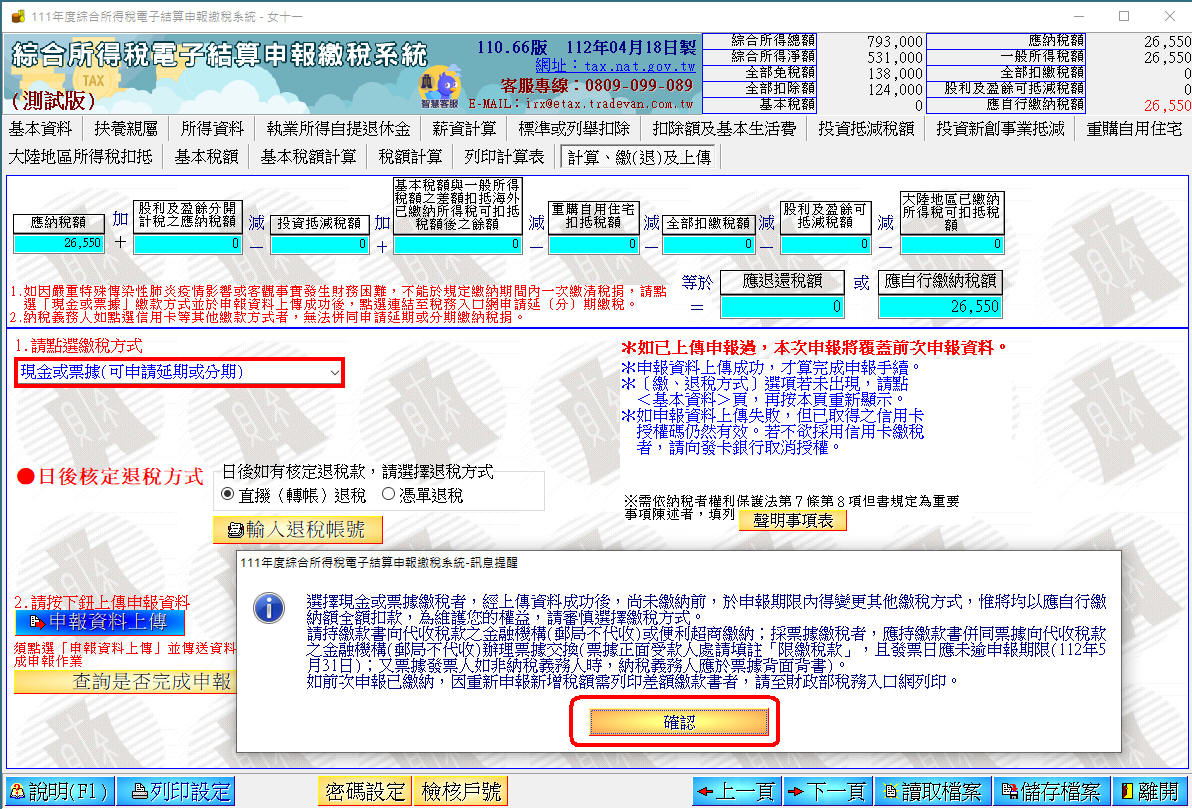 111年度綜合所得稅電子結算申報繳稅系統 - 女十一
綜合所得稅電子結算申報繳稅系統
TAX
(測試版)
110.66版 112年04月18日製
網址：tax.nat.gov.tw
客服專線：0809-099-089
E-MAIL：irx@etax.tradevan.com.tw
智慧客服
綜合所得總額 793,000 應納稅額 26,550
綜合所得淨額 531,000 一般所得稅額 26,550
全部免稅額 138,000 全部扣繳稅額 0
全部扣除額 124,000 股利及盈餘可抵減稅額 0
基本稅額 0 應自行繳納稅額 26,550
基本資料 扶養親屬 所得資料 執業所得自提退休金 薪資計算 標準或列舉扣除 扣除額及基本生活費 投資抵減稅額 投資新創事業抵減 重購自用住宅
大陸地區所得稅扣抵 基本稅額 基本稅額計算 稅額計算 列印計算表 計算、繳(退)及上傳
應納稅額
26,550
加
＋
股利及盈餘分開
計稅之應納稅額
0
減
－
投資抵減稅額
0
加
＋
基本稅額與一般所得
稅額之差額扣抵海外
已繳納所得稅可扣抵
稅額後之餘額
0
減
－
重購自用住宅
扣抵稅額
0
減
－
全部扣繳稅額
0
減
－
股利及盈餘可
抵減稅額
0
減
－
大陸地區已繳納
所得稅可扣抵稅
額
0
等於
＝
應退還稅額
0
或
應自行繳納稅額
26,550
1.如因嚴重特殊傳染性肺炎疫情影響或客觀事實發生財務困難，不能於規定繳納期間內一次繳清稅捐，請點
選「現金或票據」繳款方式並於申報資料上傳成功後，點選連結至稅務入口網申請延（分）期繳稅。
2.納稅義務人如點選信用卡等其他繳款方式者，無法併同申請延期或分期繳納稅捐。
1.請點選繳稅方式
現金或票據(可申請延期或分期)
＊如已上傳申報過，本次申報將覆蓋前次申報資料。
＊申報資料上傳成功，才算完成申報手續。
＊〔繳、退稅方式〕選項若未出現，請點
＜基本資料＞頁，再按本頁重新顯示。
＊如申報資料上傳失敗，但已取得之信用卡
授權碼仍然有效。若不欲採用信用卡繳稅
者，請向發卡銀行取消授權。
●日後核定退稅方式
日後如有核定退稅款，請選擇退稅方式
直撥（轉帳）退稅 憑單退稅
輸入退稅帳號
※需依納稅者權利保護法第７條第８項但書規定為重要
事項陳述者，填列 聲明事項表
2.請按下鈕上傳申報資料
申報資料上傳
須點選「申報資料上傳」並傳送資料
成申報作業
查詢是否完成申報
111年度綜合所得稅電子結算申報繳稅系統-訊息提醒
選擇現金或票據繳稅者，經上傳資料成功後，尚未繳納前，於申報期限內得變更其他繳稅方式，惟將均以應自行繳
納額全額扣款，為維護您的權益，請審慎選擇繳稅方式。
請持繳款書向代收稅款之金融機構(郵局不代收)或便利超商繳納；採票據繳稅者，應持繳款書併同票據向代收稅款
之金融機構(郵局不代收)辦理票據交換(票據正面受款人處請填註「限繳稅款」，且發票日應未逾申報期限(112年5
月31日)；又票據發票人如非納稅義務人時，納稅義務人應於票據背面背書)。
如前次申報已繳納，因重新申報新增稅額需列印差額繳款書者，請至財政部稅務入口網列印。
確認
說明(F1) 列印設定 密碼設定 檢核戶號 上一頁 下一頁 讀取檔案 儲存檔案 離開